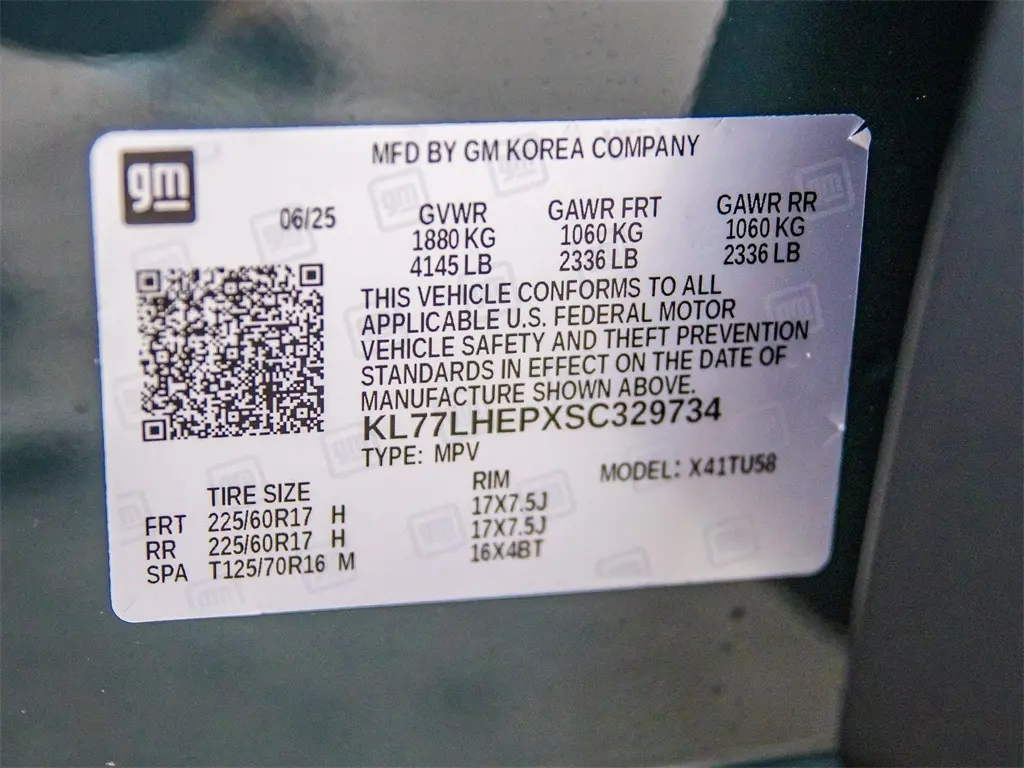 gm
MFD BY GM KOREA COMPANY
06/25
GVWR GAWR FRT GAWR RR
1880 KG 1060 KG 1060 KG
4145 LB 2336 LB 2336 LB
THIS VEHICLE CONFORMS TO ALL
APPLICABLE U.S. FEDERAL MOTOR
VEHICLE SAFETY AND THEFT PREVENTION
STANDARDS IN EFFECT ON THE DATE OF
MANUFACTURE SHOWN ABOVE.
KL77LHEPXSC329734
TYPE: MPV
MODEL: X41TU58
TIRE SIZE RIM
FRT 225/60R17 H 17X7.5J
RR 225/60R17 H 17X7.5J
SPA T125/70R16 M 16X4BT